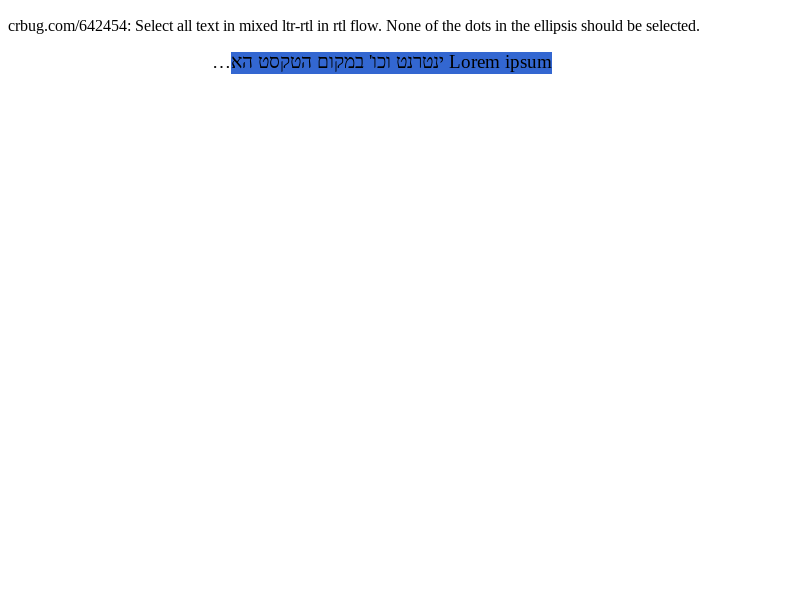 crbug.com/642454: Select all text in mixed ltr-rtl in rtl flow. None of the dots in the ellipsis should be selected.
Lorem ipsum ינטרנט וכו' במקום הטקסט הא…